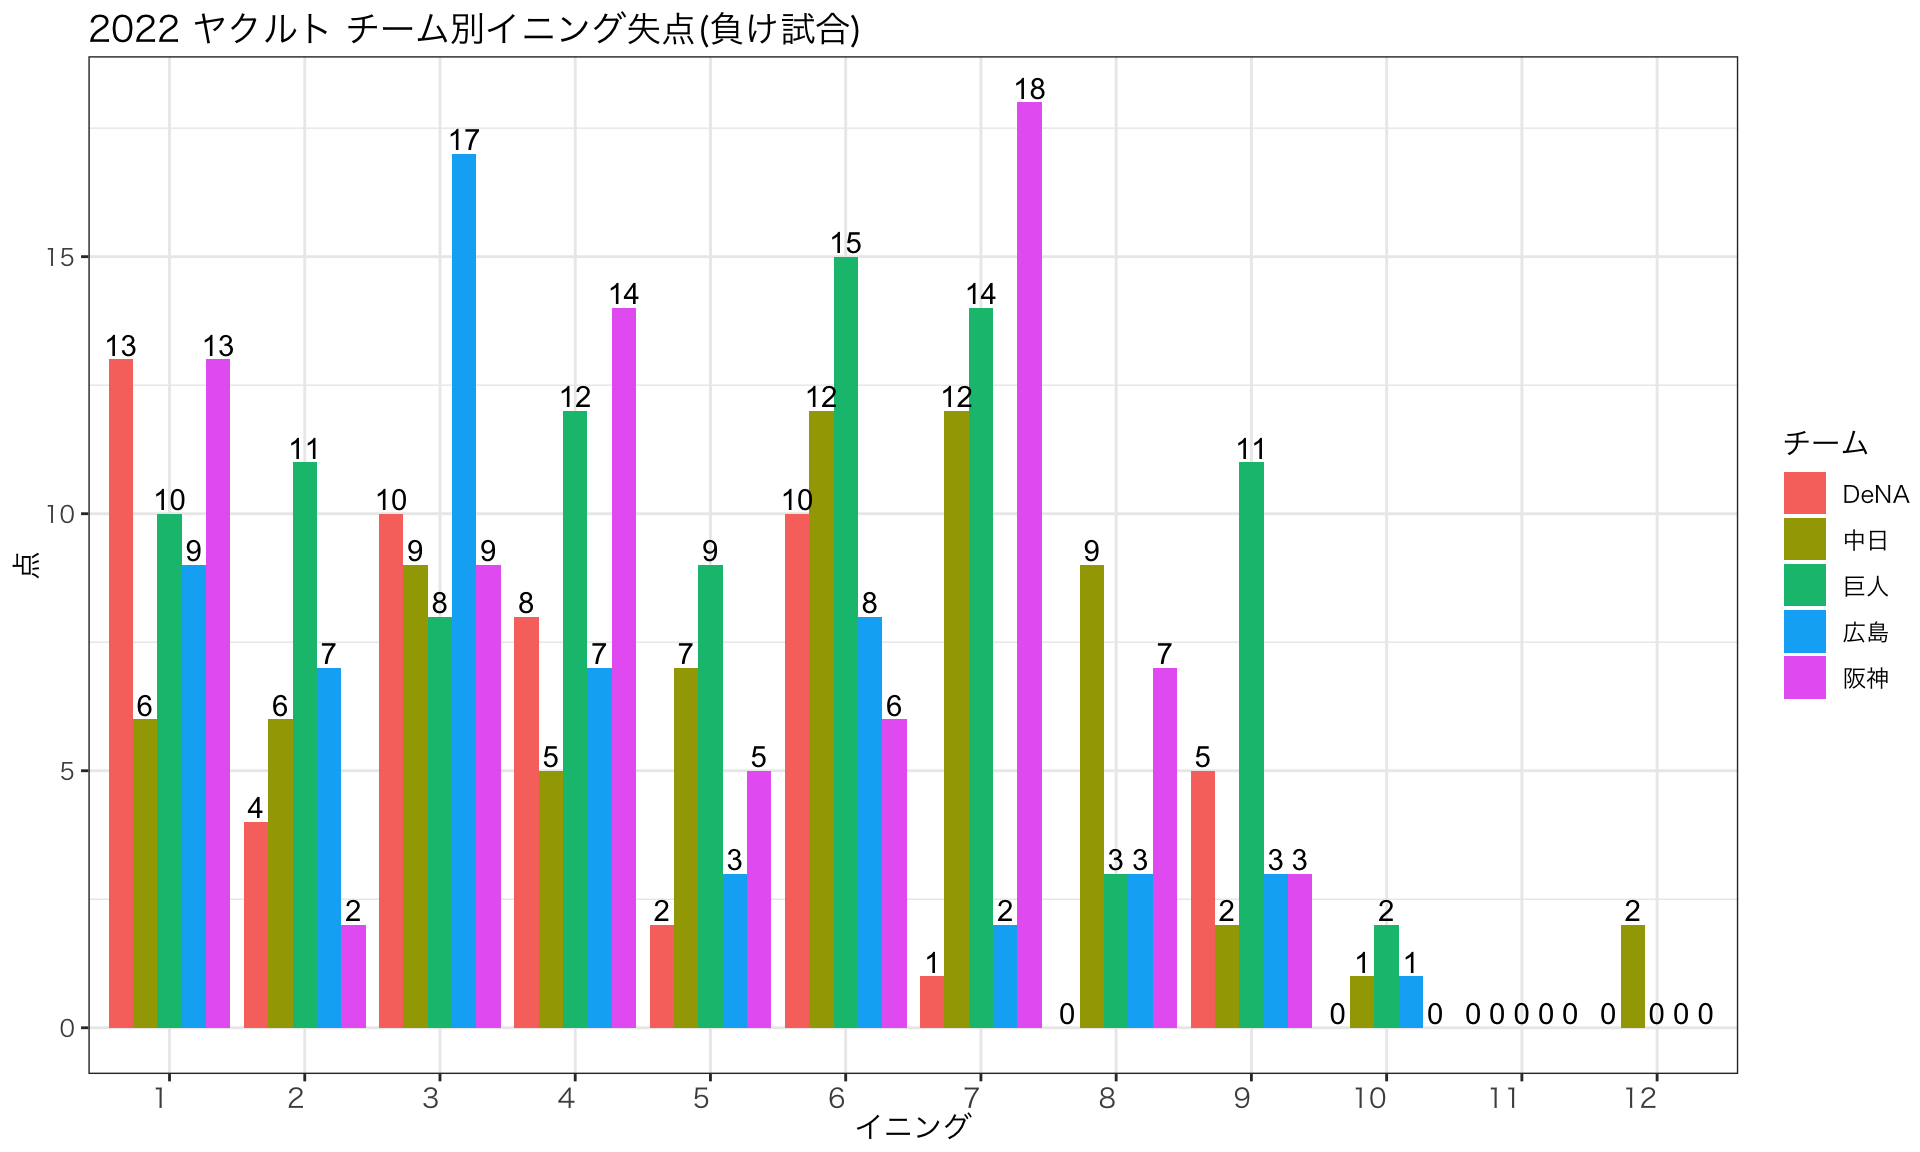 2022 ヤクルト チーム別イニング失点(負け試合)
点
15
10
5
0
13 6 10 9 13
4 6 11 7 2
10 9 8 17 9
8 5 12 7 14
2 7 9 3 5
10 12 15 8 6
1 12 14 2 18
0 9 3 3 7
5 2 11 3 3
0 1 2 1 0
0 0 0 0 0
0 2 0 0 0
1 2 3 4 5 6 7 8 9 10 11 12
イニング
チーム
DeNA
中日
巨人
広島
阪神